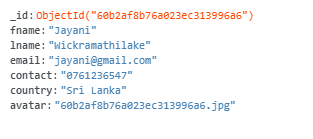 _id: ObjectId("60b2af8b76a023ec313996a6")
fname: "Jayani"
lname: "Wickramathilake"
email: "jayani@gmail.com"
contact: "0761236547"
country: "Sri Lanka"
avatar: "60b2af8b76a023ec313996a6.jpg"